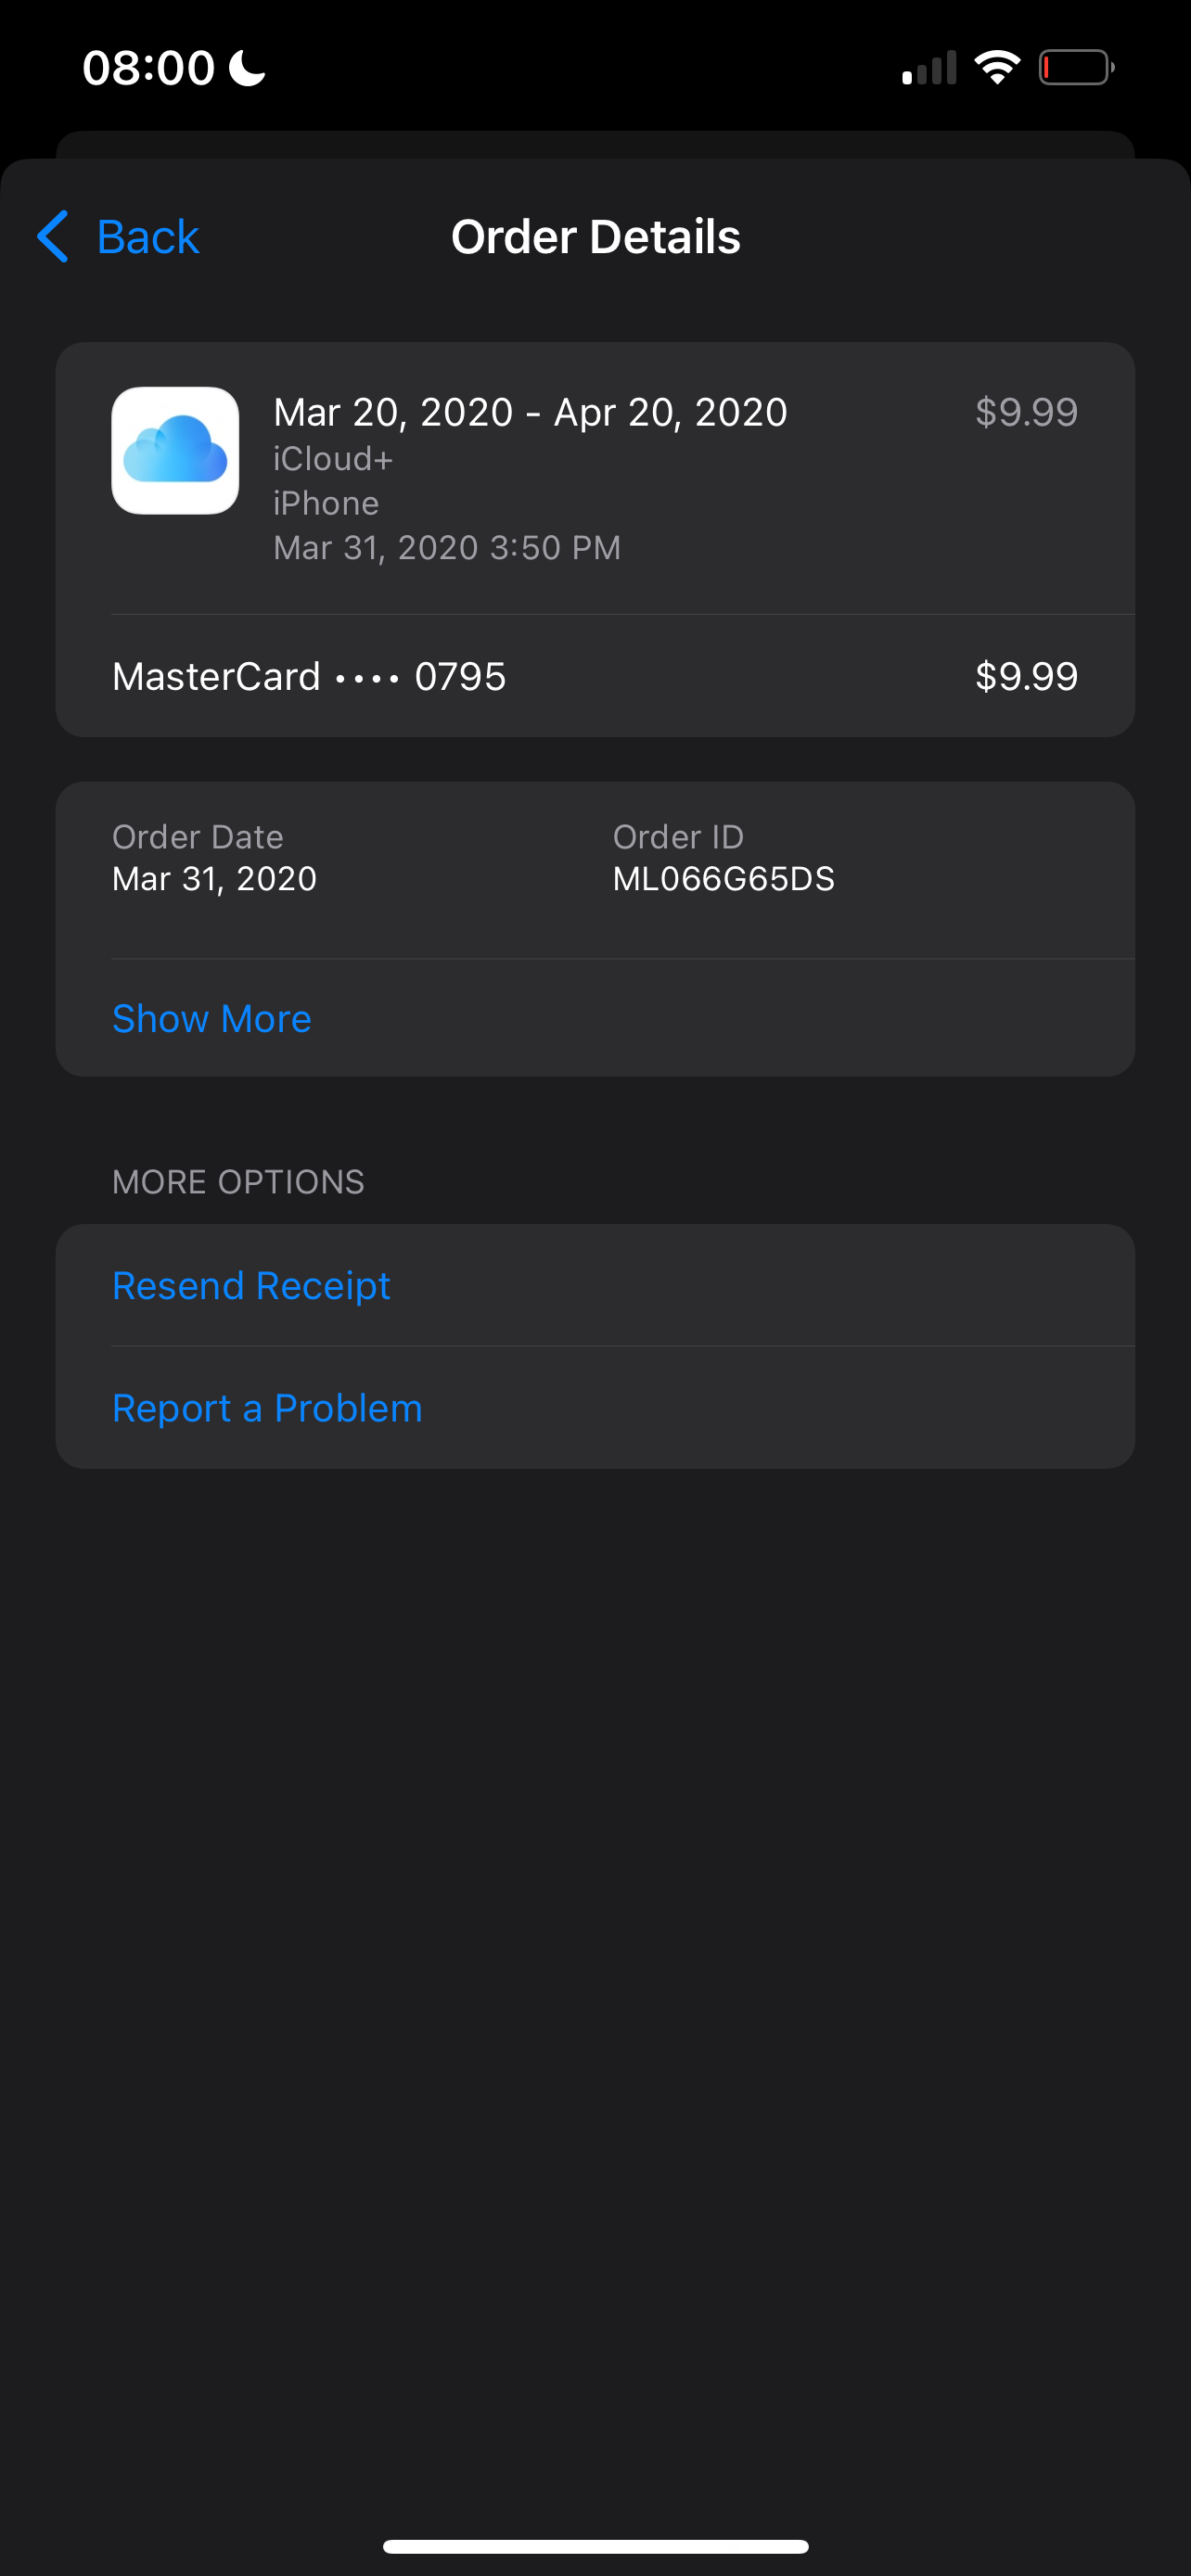 08:00
Back
Order Details
Mar 20, 2020 - Apr 20, 2020 $9.99
iCloud+
iPhone
Mar 31, 2020 3:50 PM
MasterCard •••• 0795 $9.99
Order Date
Mar 31, 2020
Order ID
ML066G65DS
Show More
MORE OPTIONS
Resend Receipt
Report a Problem